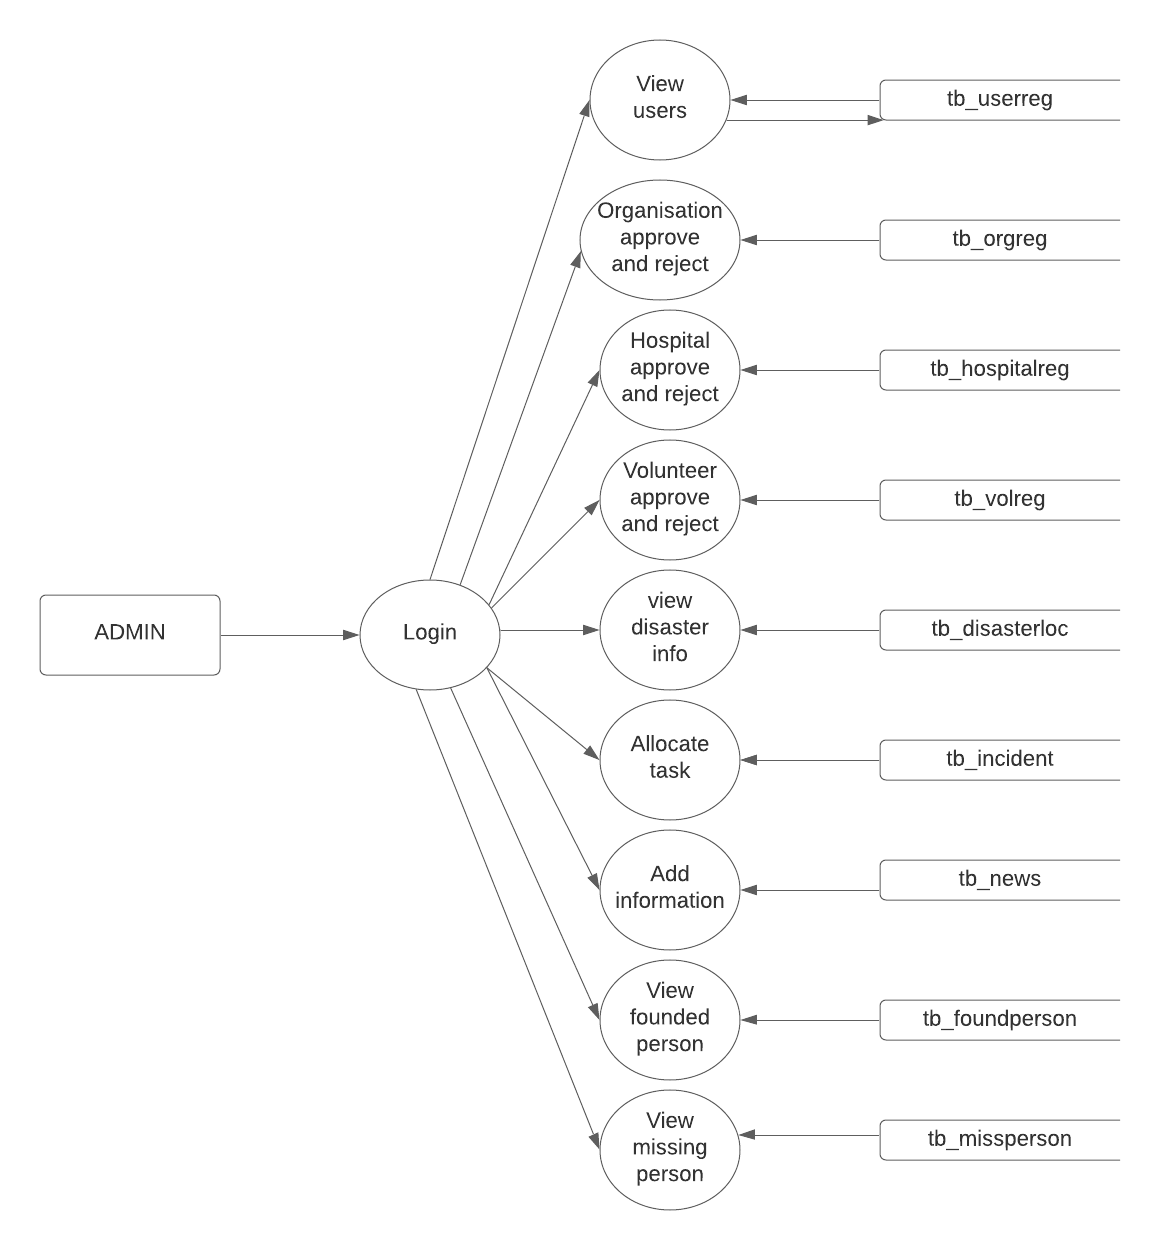 View
users
tb_userreg
Organisation
approve
and reject
tb_orgreg
Hospital
approve
and reject
tb_hospitalreg
Volunteer
approve
and reject
tb_volreg
ADMIN
Login
view
disaster
info
tb_disasterloc
Allocate
task
tb_incident
Add
information
tb_news
View
founded
person
tb_foundperson
View
missing
person
tb_missperson